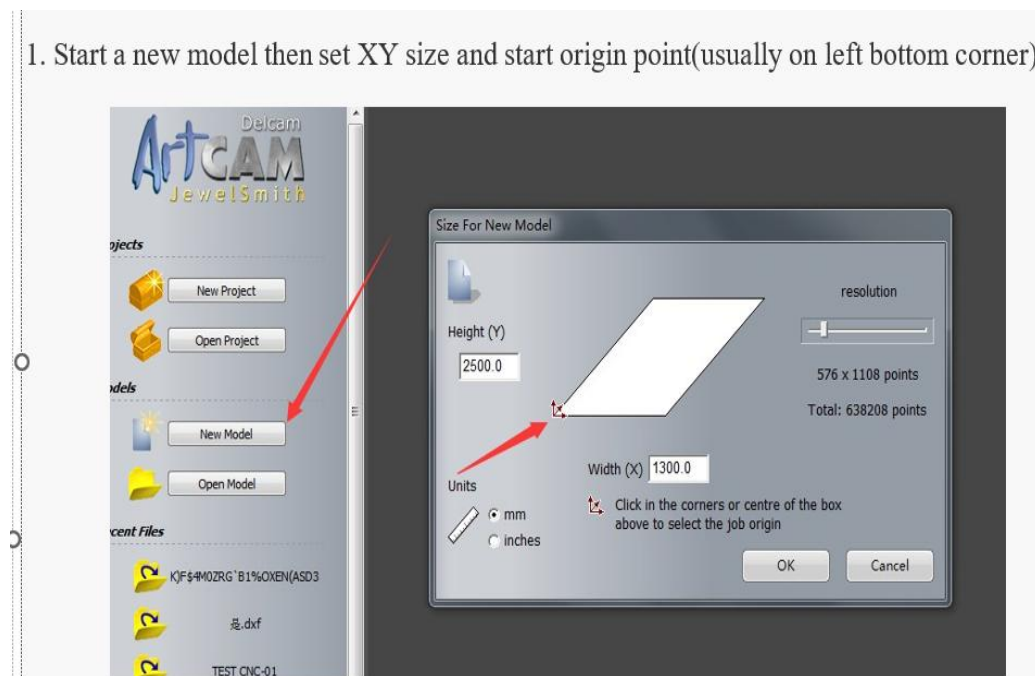 1. Start a new model then set XY size and start origin point(usually on left bottom corner)
Delcam
ArtCAM
JewelSmith
ojects
New Project
Open Project
odels
New Model
Open Model
cent Files
K)F$4M0ZRG`B1%OXEN(ASD3
是.dxf
TEST CNC-01
Size For New Model
Height (Y)
2500.0
resolution
576 x 1108 points
Total: 638208 points
Width (X) 1300.0
Units
mm
inches
Click in the corners or centre of the box
above to select the job origin
OK
Cancel